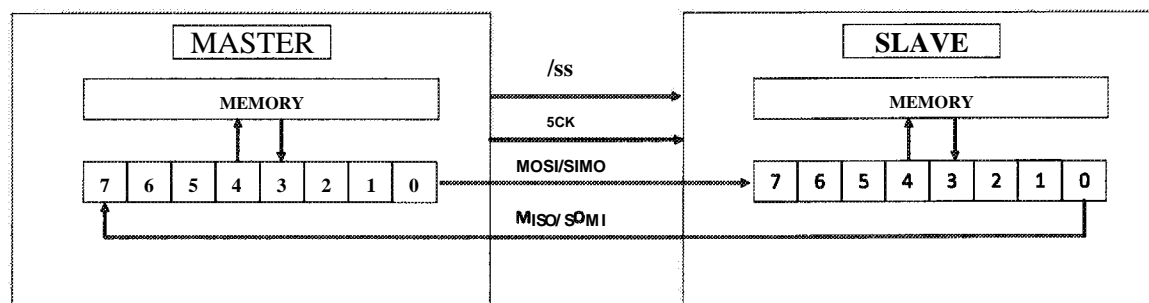 MASTER
SLAVE
/ss
MEMORY
MEMORY
5CK
MOSI/SIMO
7 6 5 4 3 2 1 0
7 6 5 4 3 2 1 0
MISO/SOMI